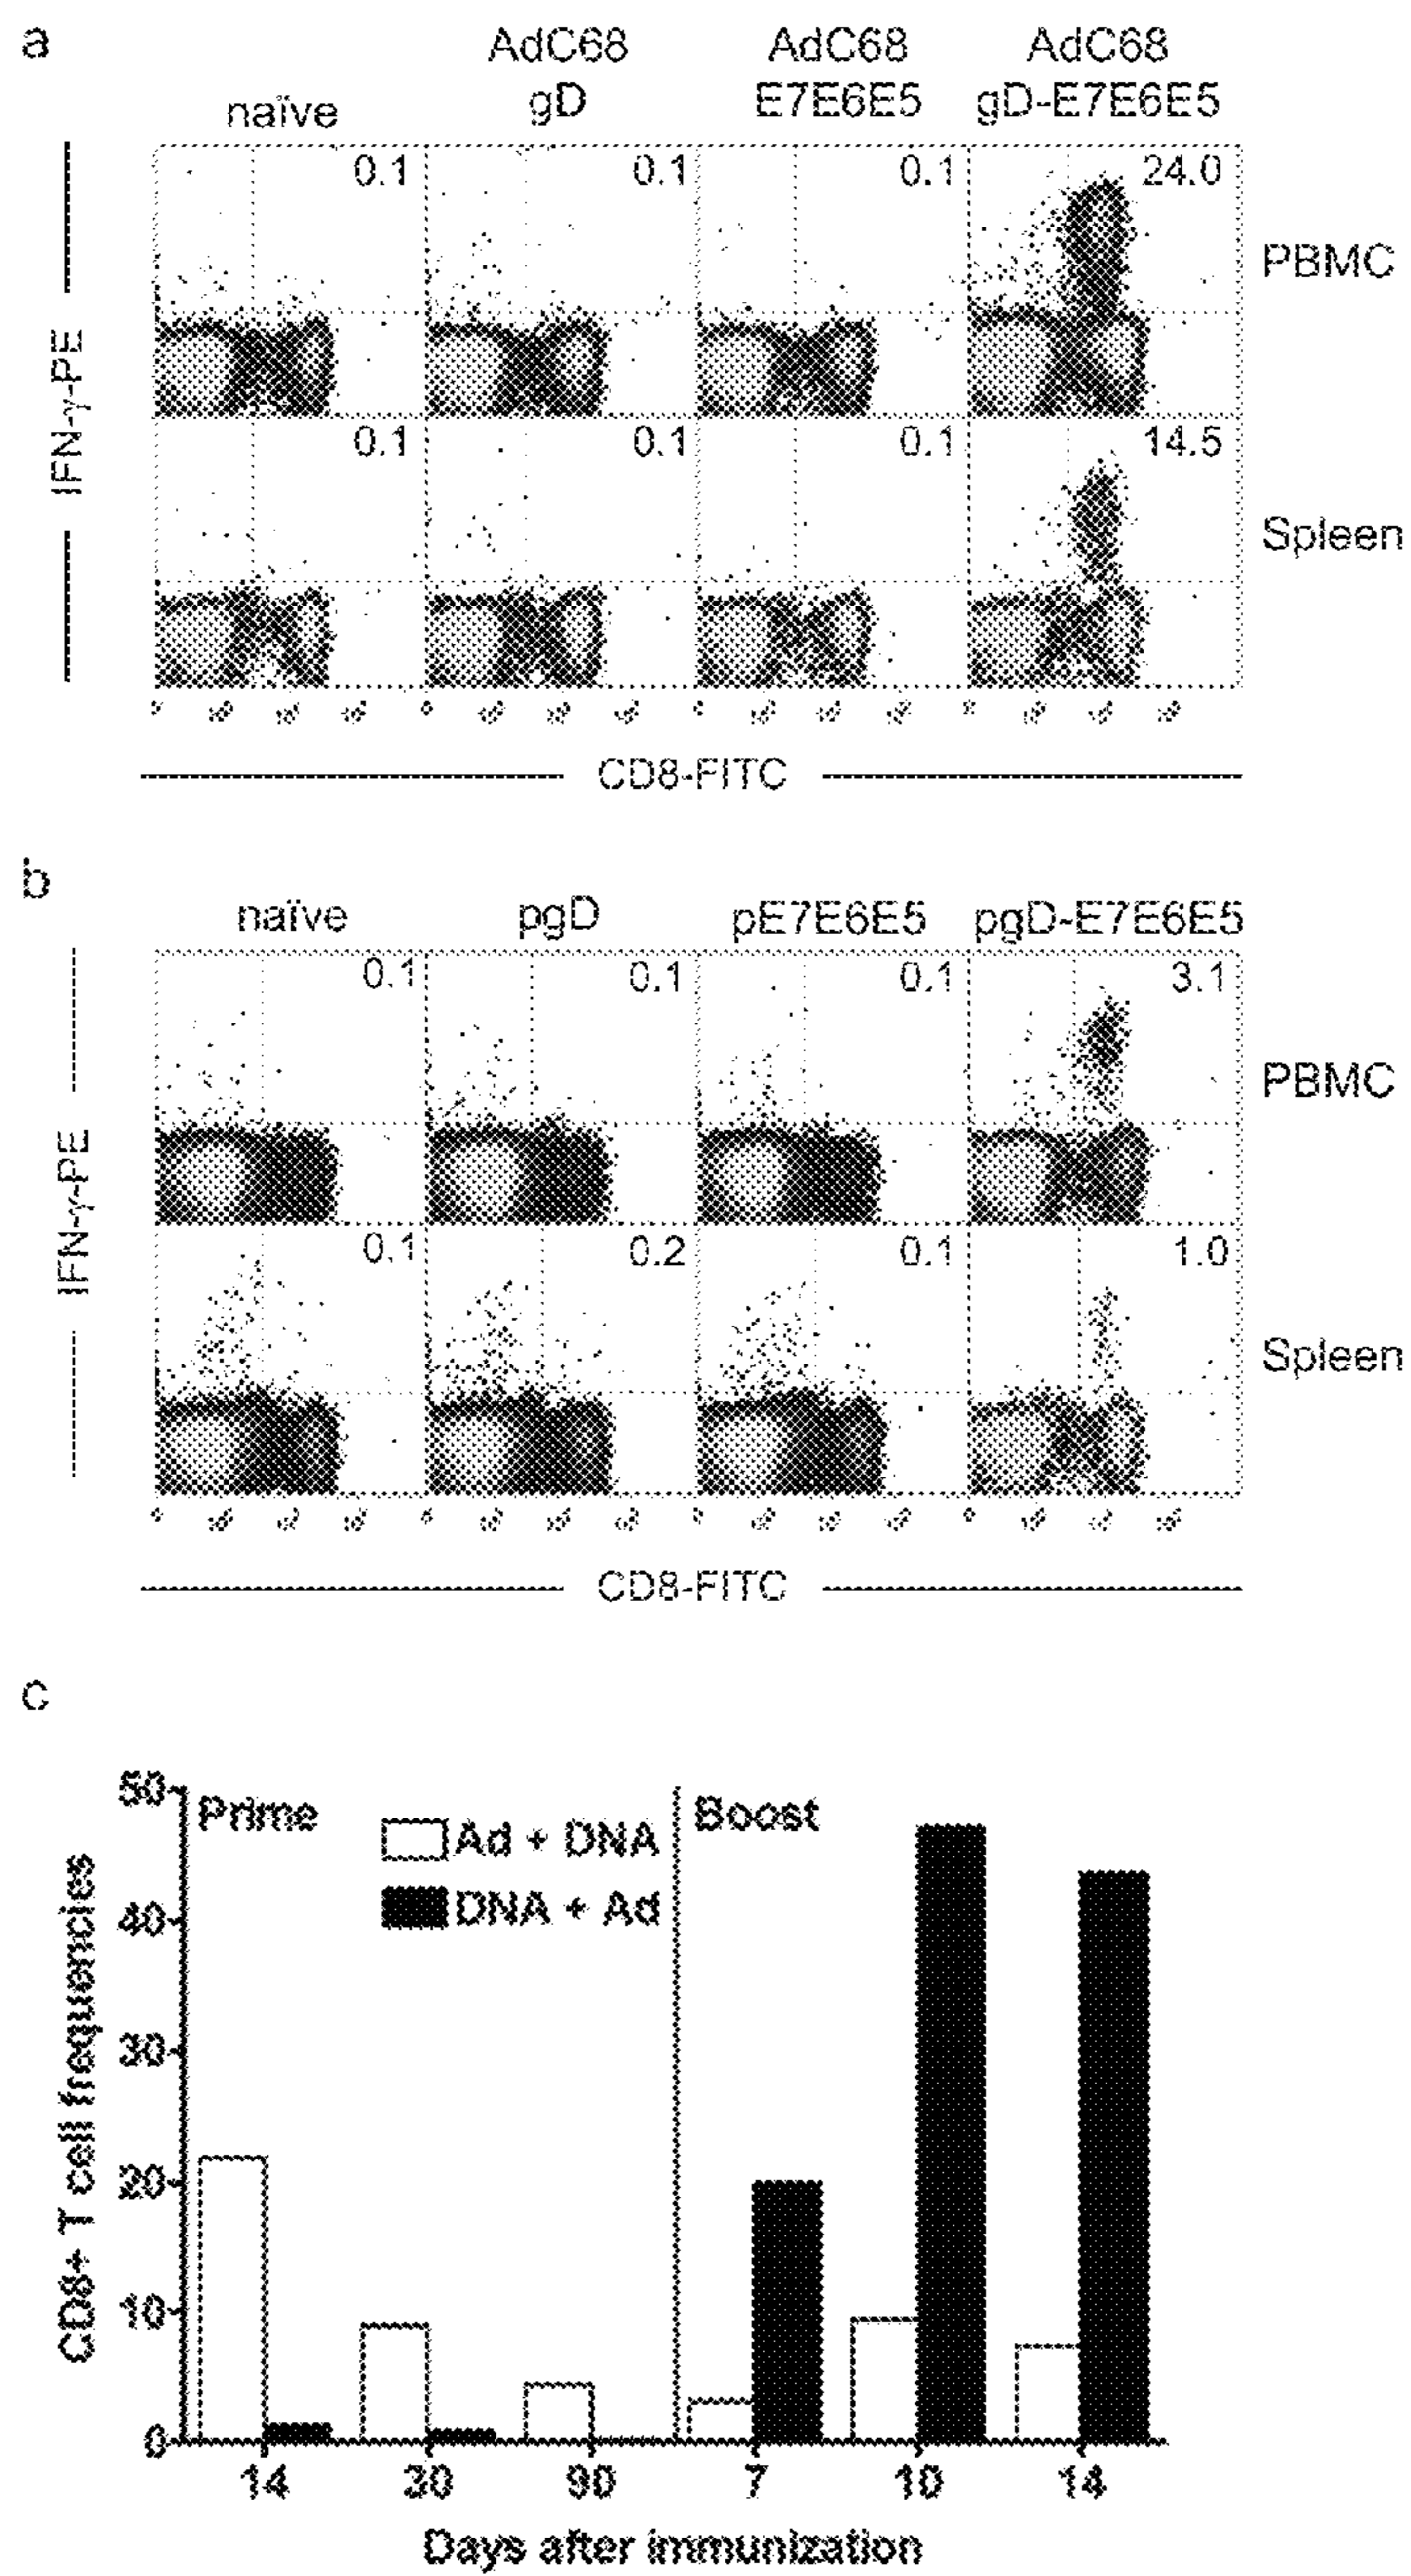 a
naïve
AdC68
gD
AdC68
E7E6E5
AdC68
gD-E7E6E5
0.1
0.1
0.1
24.0
PBMC
0.1
0.1
0.1
14.5
Spleen
IFN-γ-PE
CD8-FITC
b
naïve
pgD
pE7E6E5
pgD-E7E6E5
0.1
0.1
0.1
3.1
PBMC
0.1
0.2
0.1
1.0
Spleen
IFN-γ-PE
CD8-FITC
c
Prime
Boost
Ad + DNA
DNA + Ad
50
40
30
20
10
0
CD8+ T cell frequencies
14
30
90
7
10
14
Days after immunization